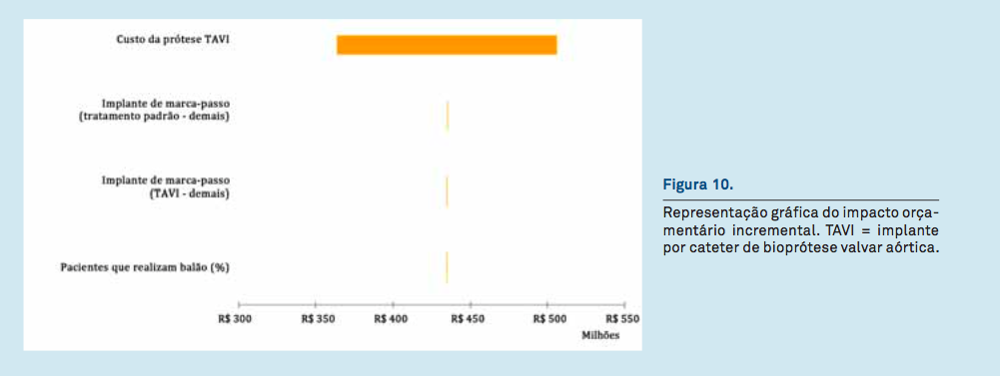 Custo da prótese TAVI
Implante de marca-passo
(tratamento padrão - demais)
Implante de marca-passo
(TAVI - demais)
Pacientes que realizam balão (%)
R$ 300 R$ 350 R$ 400 R$ 450 R$ 500 R$ 550
Milhões
Figura 10.
Representação gráfica do impacto orça-
mentário incremental. TAVI = implante
por cateter de bioprótese valvar aórtica.